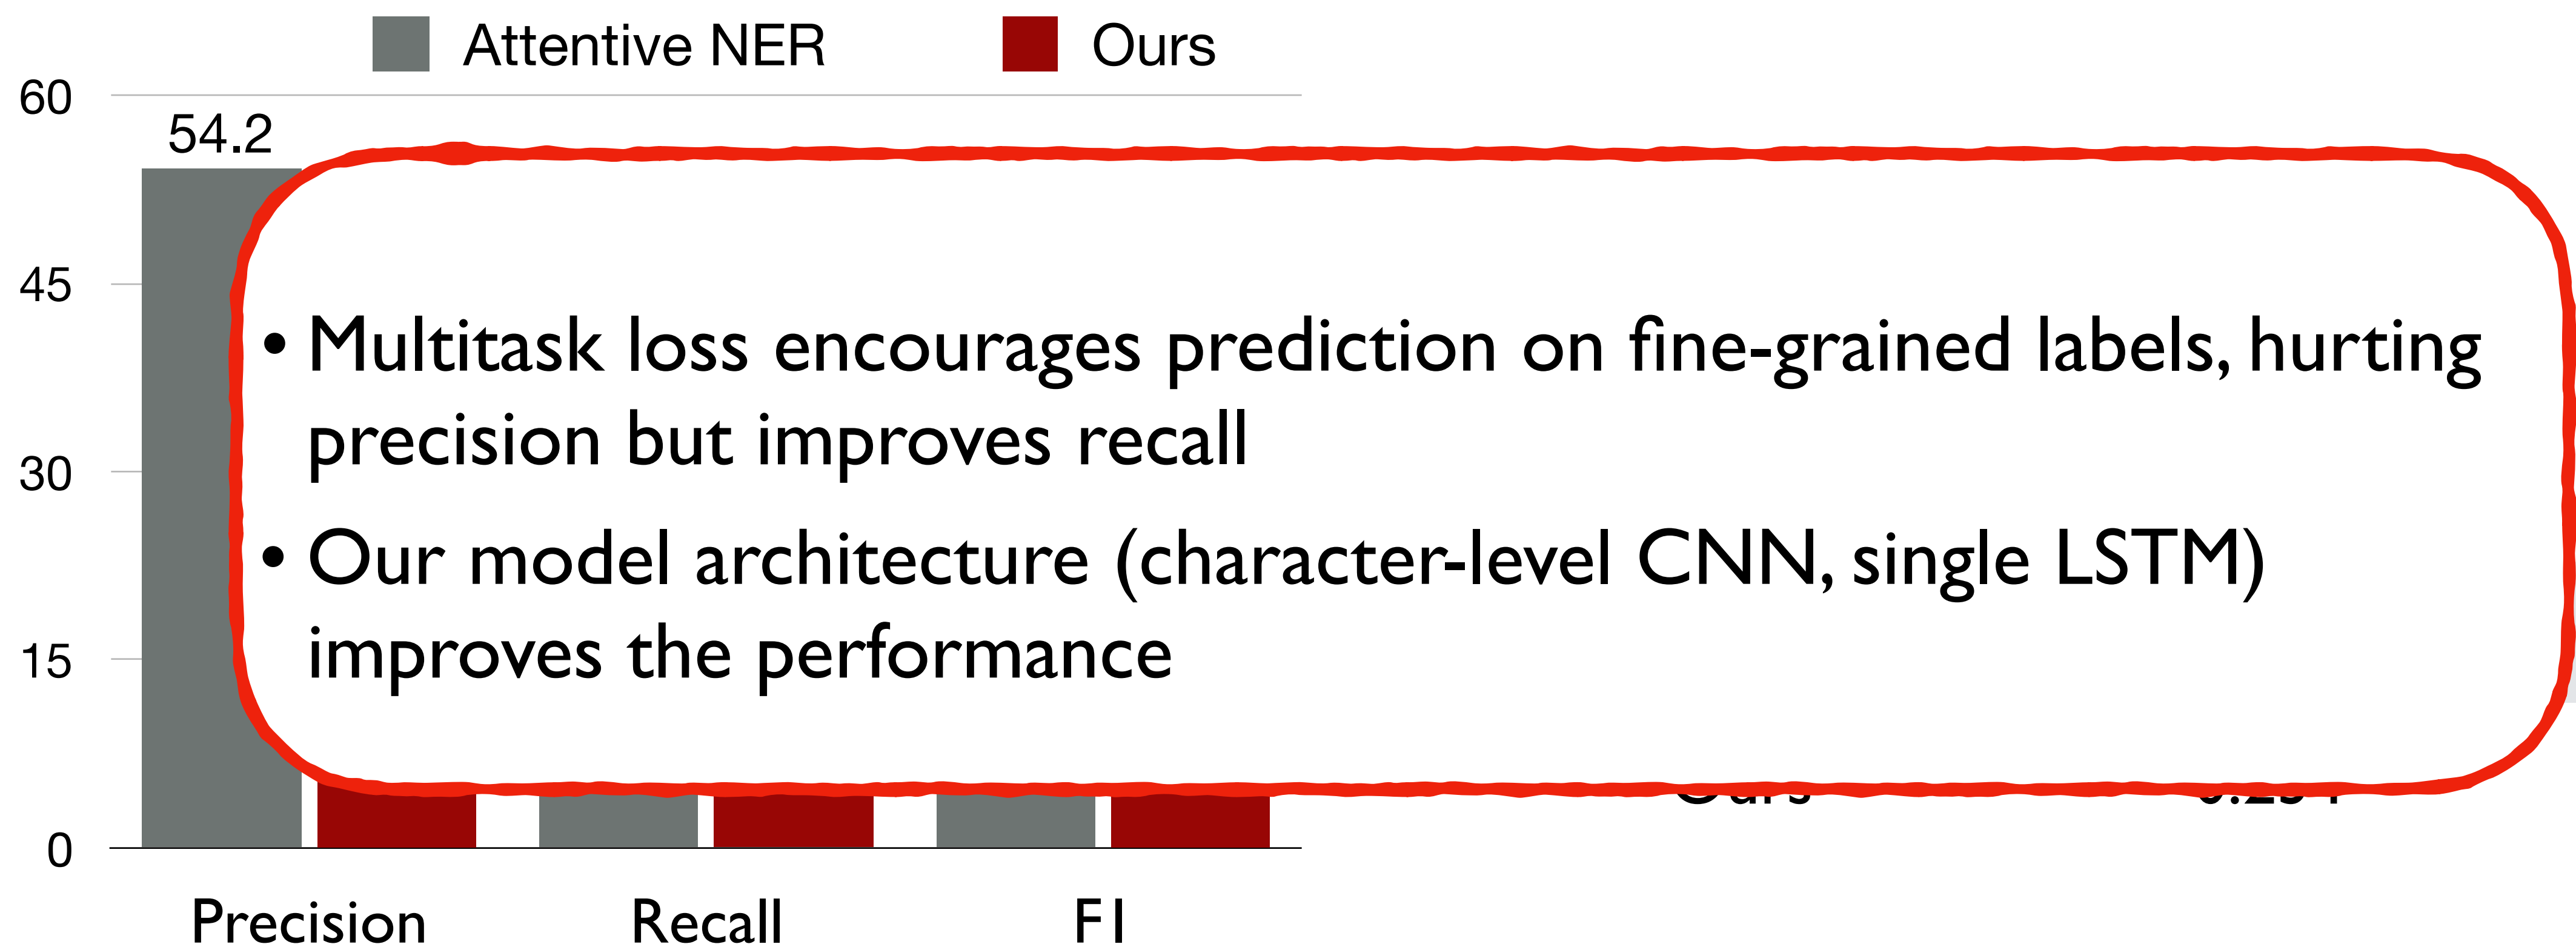 Attentive NER
Ours
60
54.2
45
• Multitask loss encourages prediction on fine-grained labels, hurting
precision but improves recall
30
• Our model architecture (character-level CNN, single LSTM)
improves the performance
15
Ours
0
Precision
Recall
F1